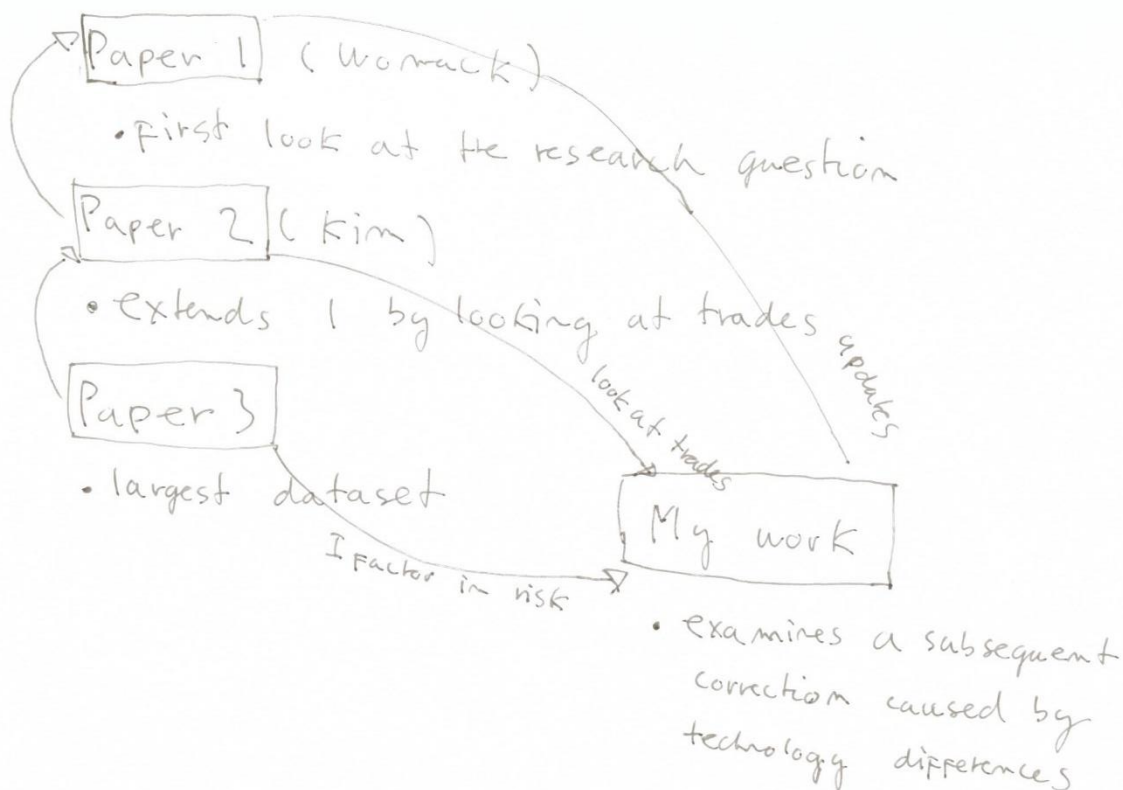 Paper 1 (Womack)
• First look at the research question
Paper 2 (Kim)
• extends 1 by looking at trades
updates
look at trades
Paper 3
• largest dataset
My work
I Factor in risk
• examines a subsequent
correction caused by
technology differences